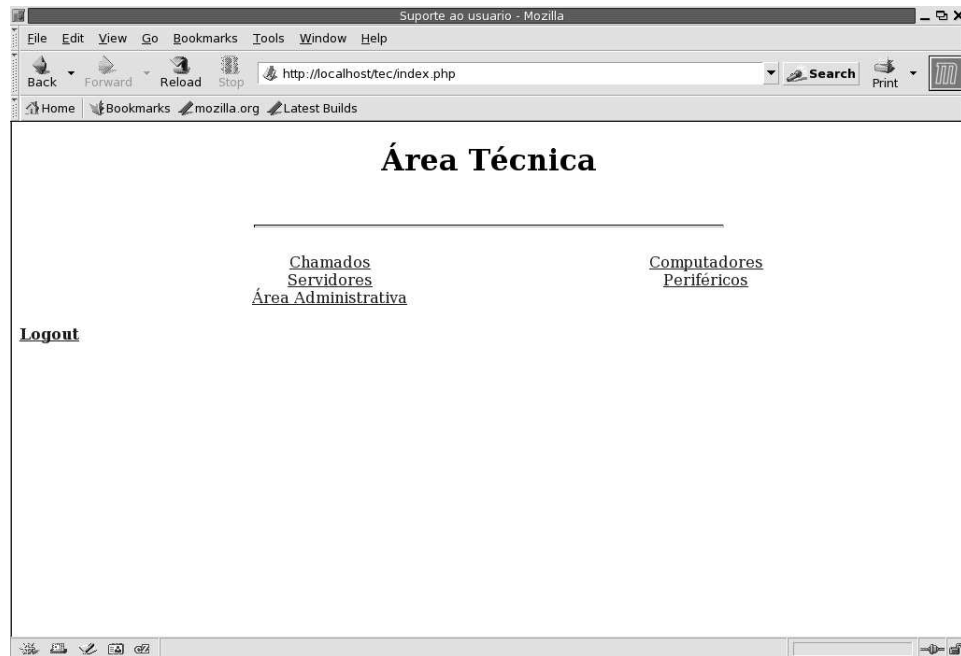 Suporte ao usuario - Mozilla
File Edit View Go Bookmarks Tools Window Help
Back Forward Reload Stop http://localhost/tec/index.php Search Print
Home Bookmarks mozilla.org Latest Builds
Área Técnica
Chamados Computadores
Servidores Periféricos
Área Administrativa
Logout